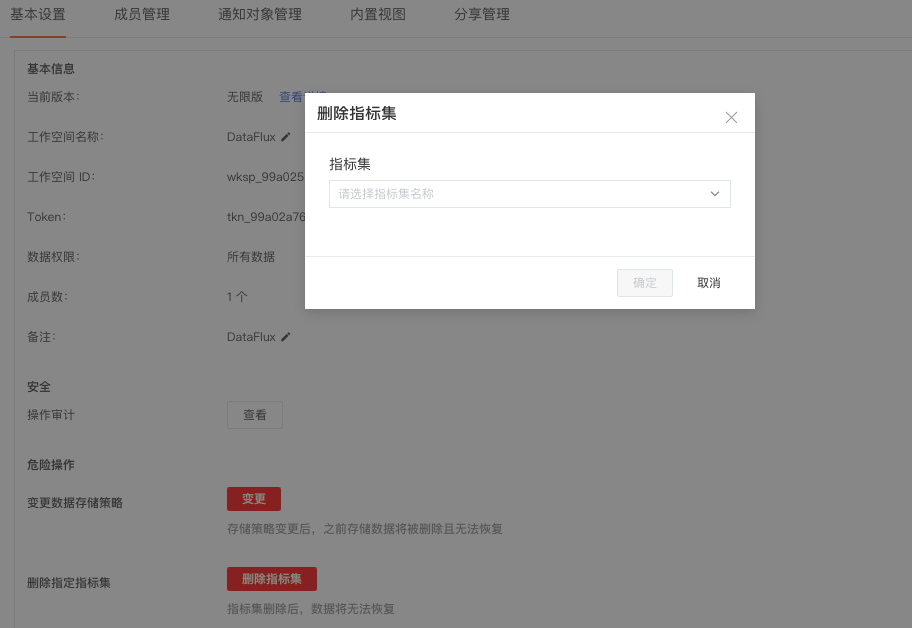 基本设置 成员管理 通知对象管理 内置视图 分享管理
基本信息
当前版本： 无限版 查看
工作空间名称： DataFlux
工作空间 ID： wksp_99a025
Token： tkn_99a02a76
数据权限： 所有数据
成员数： 1 个
备注： DataFlux
安全
操作审计 查看
危险操作
变更数据存储策略 变更
存储策略变更后，之前存储数据将被删除且无法恢复
删除指定指标集 删除指标集
指标集删除后，数据将无法恢复
删除指标集
指标集
请选择指标集名称
确定 取消